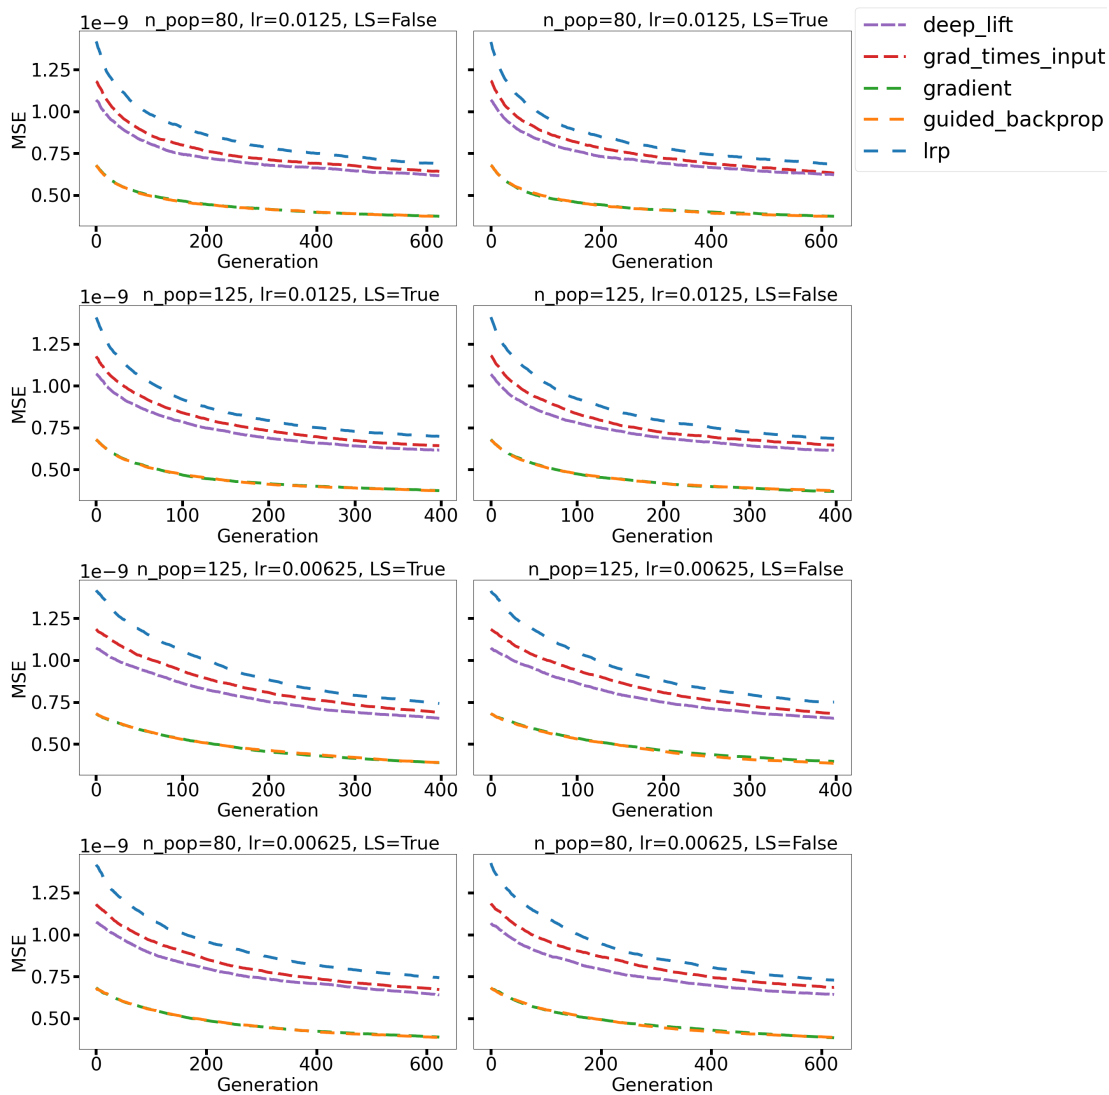 1e−9 n_pop=80, lr=0.0125, LS=False
n_pop=80, lr=0.0125, LS=True
MSE
1.25
1.00
0.75
0.50
0 200 400 600
Generation
0 200 400 600
Generation
deep_lift
grad_times_input
gradient
guided_backprop
lrp
1e−9 n_pop=125, lr=0.0125, LS=True
n_pop=125, lr=0.0125, LS=False
MSE
1.25
1.00
0.75
0.50
0 100 200 300 400
Generation
0 100 200 300 400
Generation
1e−9 n_pop=125, lr=0.00625, LS=True
n_pop=125, lr=0.00625, LS=False
MSE
1.25
1.00
0.75
0.50
0 100 200 300 400
Generation
0 100 200 300 400
Generation
1e−9 n_pop=80, lr=0.00625, LS=True
n_pop=80, lr=0.00625, LS=False
MSE
1.25
1.00
0.75
0.50
0 200 400 600
Generation
0 200 400 600
Generation